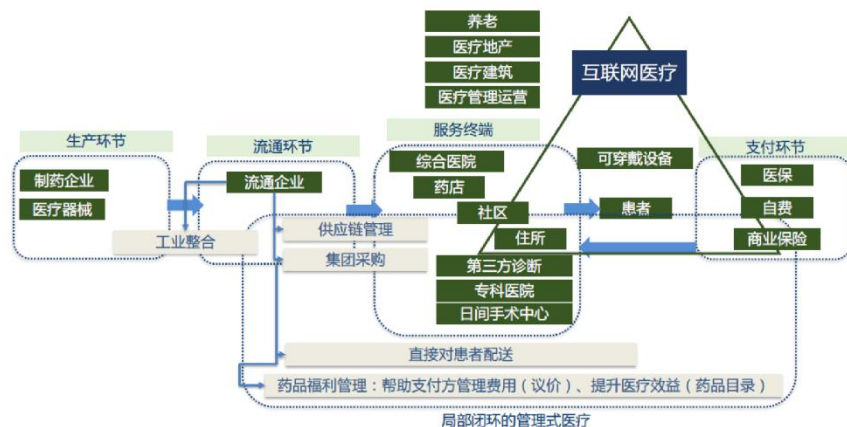 养老
医疗地产
医疗建筑
医疗管理运营
互联网医疗
生产环节
流通环节
服务终端
支付环节
制药企业
医疗器械
流通企业
综合医院
药店
社区
住所
第三方诊断
专科医院
日间手术中心
可穿戴设备
患者
医保
自费
商业保险
工业整合
供应链管理
集团采购
直接对患者配送
药品福利管理：帮助支付方管理费用（议价）、提升医疗效益（药品目录）
局部闭环的管理式医疗